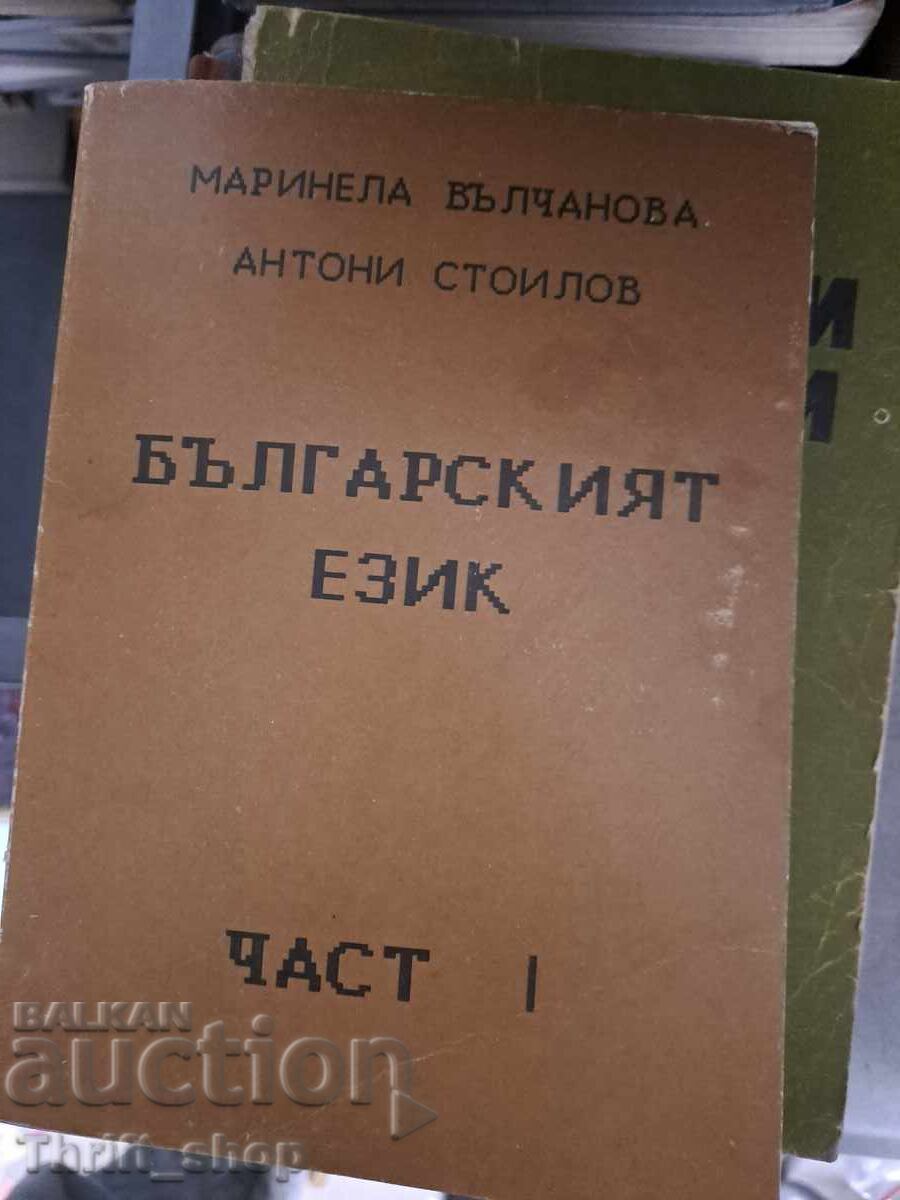 МАРИНЕЛА ВЪЛЧАНОВА
АНТОНИ СТОИЛОВ
БЪЛГАРСКИЯТ
ЕЗИК
ЧАСТ I
И
И
BALKAN
auction
Thrift_shop